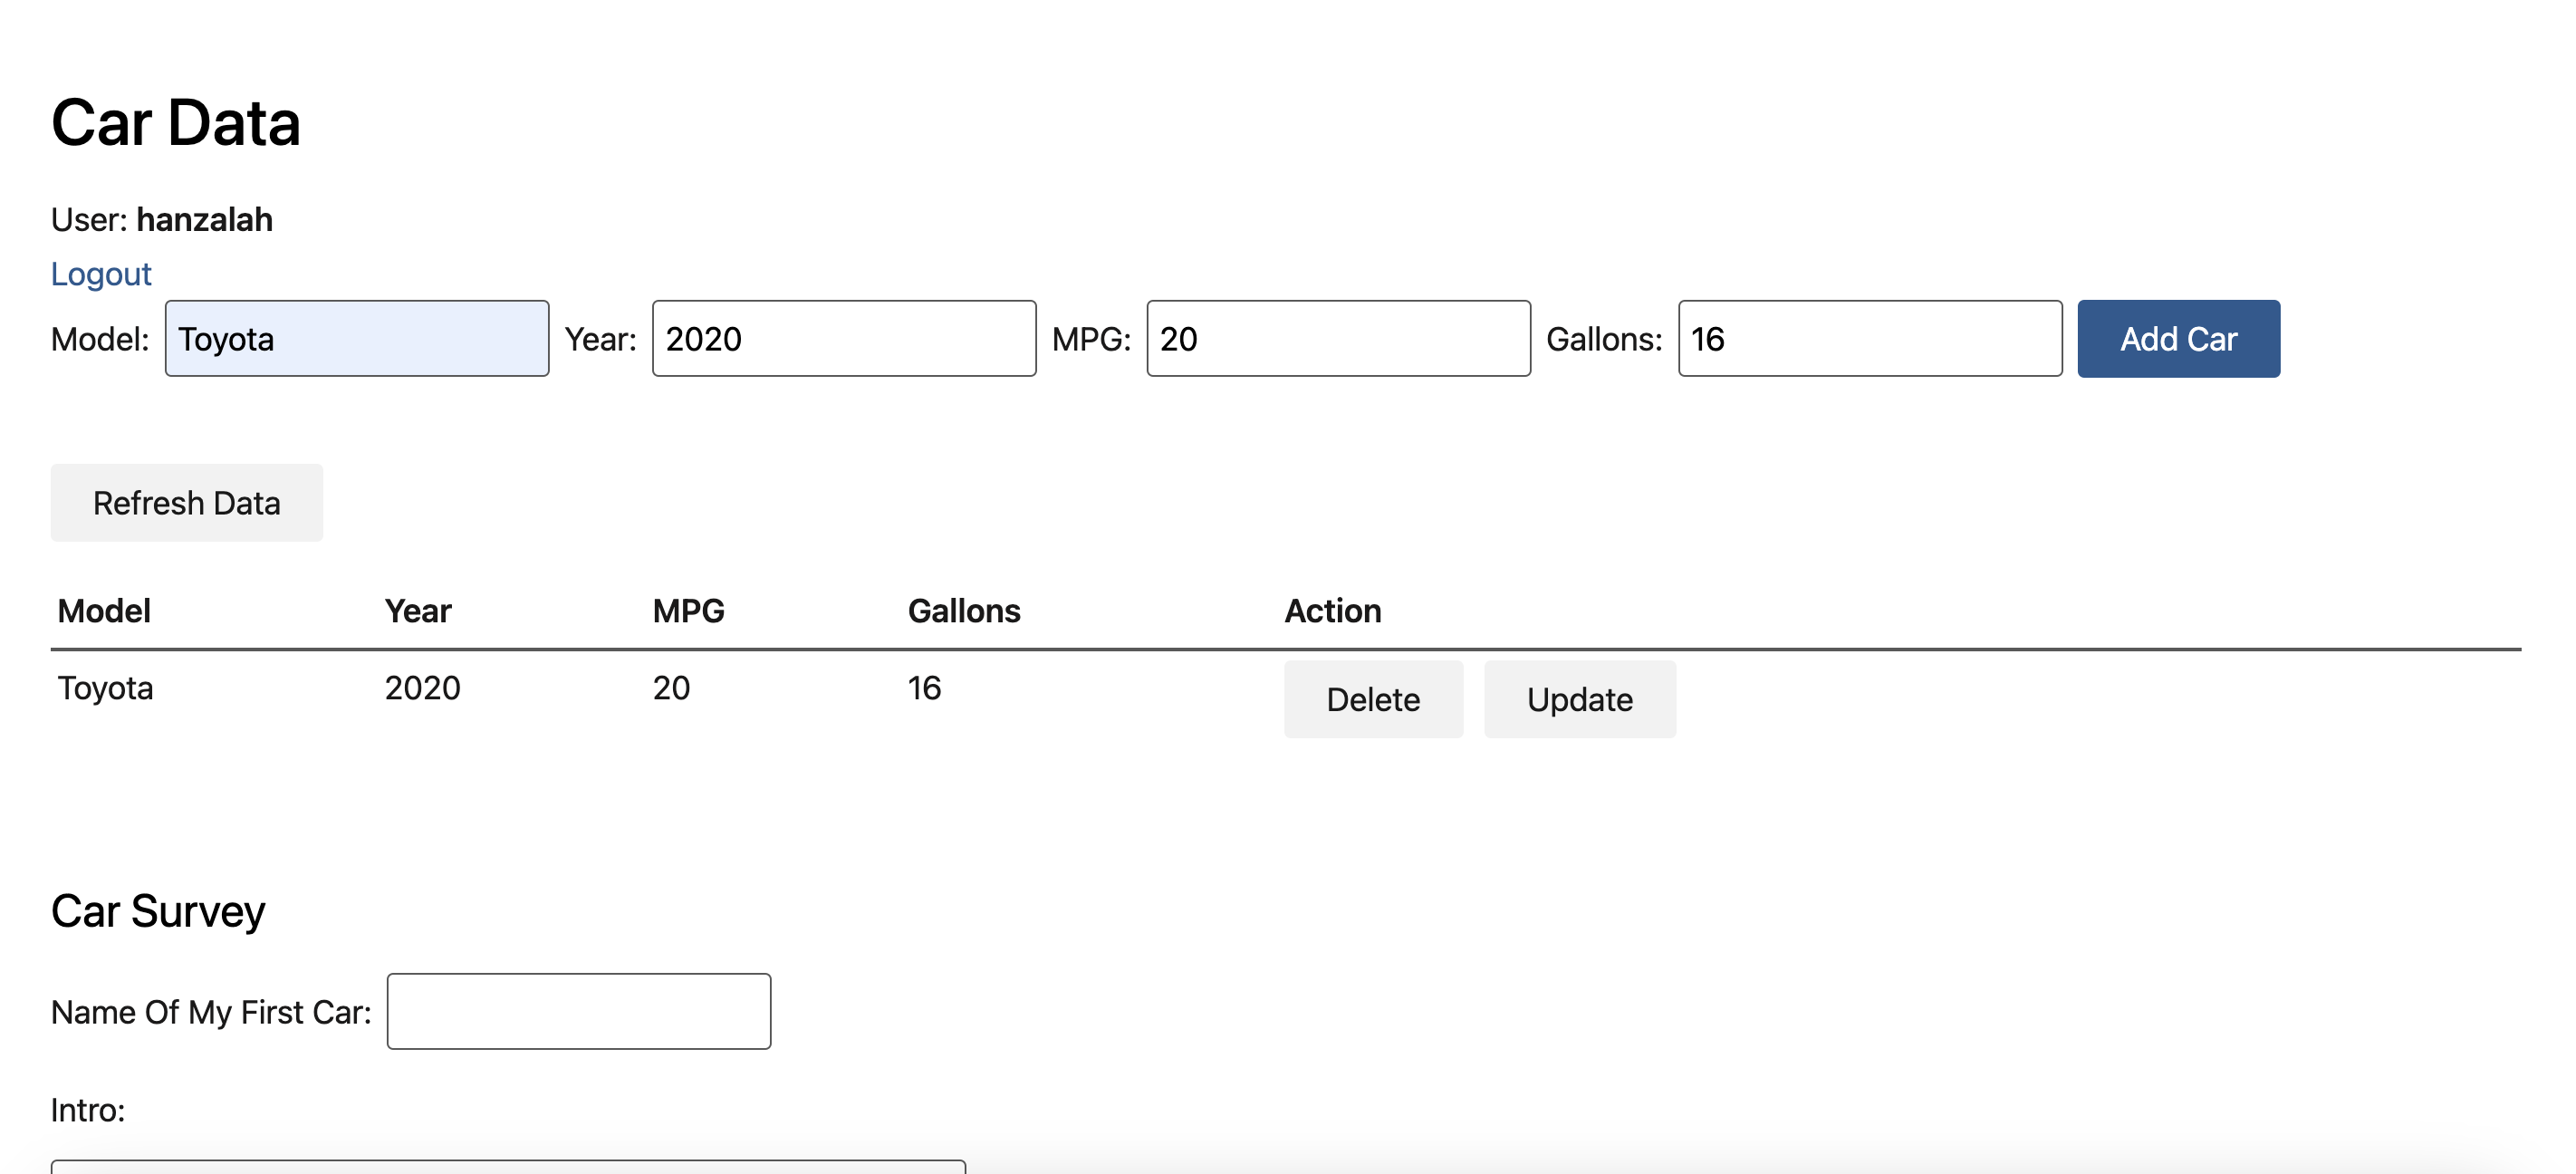 Car Data
User: hanzalah
Logout
Model: Toyota Year: 2020 MPG: 20 Gallons: 16 Add Car
Refresh Data
Model Year MPG Gallons Action
Toyota 2020 20 16 Delete Update
Car Survey
Name Of My First Car:
Intro: